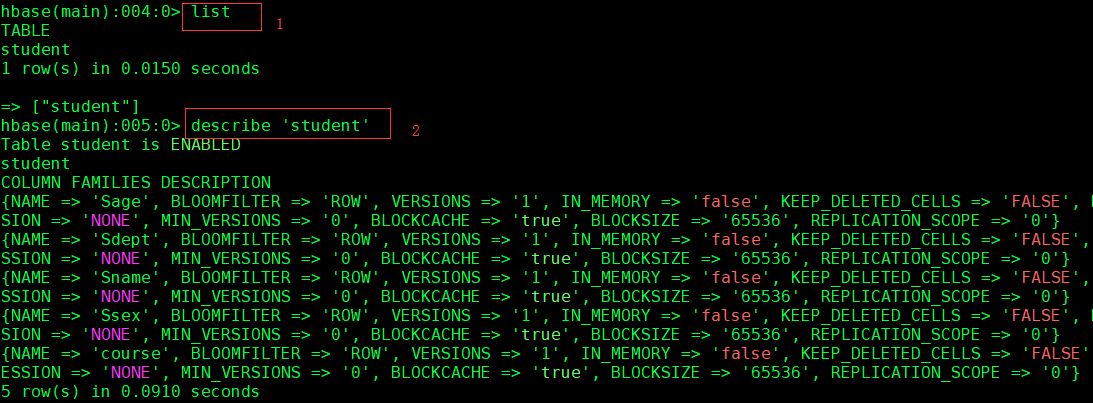 hbase(main):004:0> list 1
TABLE
student
1 row(s) in 0.0150 seconds
=> ["student"]
hbase(main):005:0> describe 'student' 2
Table student is ENABLED
student
COLUMN FAMILIES DESCRIPTION
{NAME => 'Sage', BLOOMFILTER => 'ROW', VERSIONS => '1', IN_MEMORY => 'false', KEEP_DELETED_CELLS => 'FALSE',
SION => 'NONE', MIN_VERSIONS => '0', BLOCKCACHE => 'true', BLOCKSIZE => '65536', REPLICATION_SCOPE => '0'}
{NAME => 'Sdept', BLOOMFILTER => 'ROW', VERSIONS => '1', IN_MEMORY => 'false', KEEP_DELETED_CELLS => 'FALSE',
SSION => 'NONE', MIN_VERSIONS => '0', BLOCKCACHE => 'true', BLOCKSIZE => '65536', REPLICATION_SCOPE => '0'}
{NAME => 'Sname', BLOOMFILTER => 'ROW', VERSIONS => '1', IN_MEMORY => 'false', KEEP_DELETED_CELLS => 'FALSE',
SSION => 'NONE', MIN_VERSIONS => '0', BLOCKCACHE => 'true', BLOCKSIZE => '65536', REPLICATION_SCOPE => '0'}
{NAME => 'Ssex', BLOOMFILTER => 'ROW', VERSIONS => '1', IN_MEMORY => 'false', KEEP_DELETED_CELLS => 'FALSE',
SION => 'NONE', MIN_VERSIONS => '0', BLOCKCACHE => 'true', BLOCKSIZE => '65536', REPLICATION_SCOPE => '0'}
{NAME => 'course', BLOOMFILTER => 'ROW', VERSIONS => '1', IN_MEMORY => 'false', KEEP_DELETED_CELLS => 'FALSE'
ESSION => 'NONE', MIN_VERSIONS => '0', BLOCKCACHE => 'true', BLOCKSIZE => '65536', REPLICATION_SCOPE => '0'}
5 row(s) in 0.0910 seconds